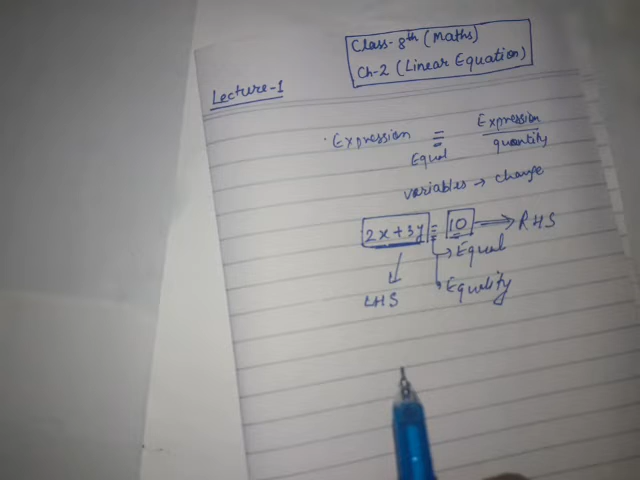 Class-8th (Maths)
Ch-2 (Linear Equation)
Lecture-1
Expression = Expression
quantity
Equal
variables → change
2x+3y = 10 → RHS
→ Equal
LHS
Equality